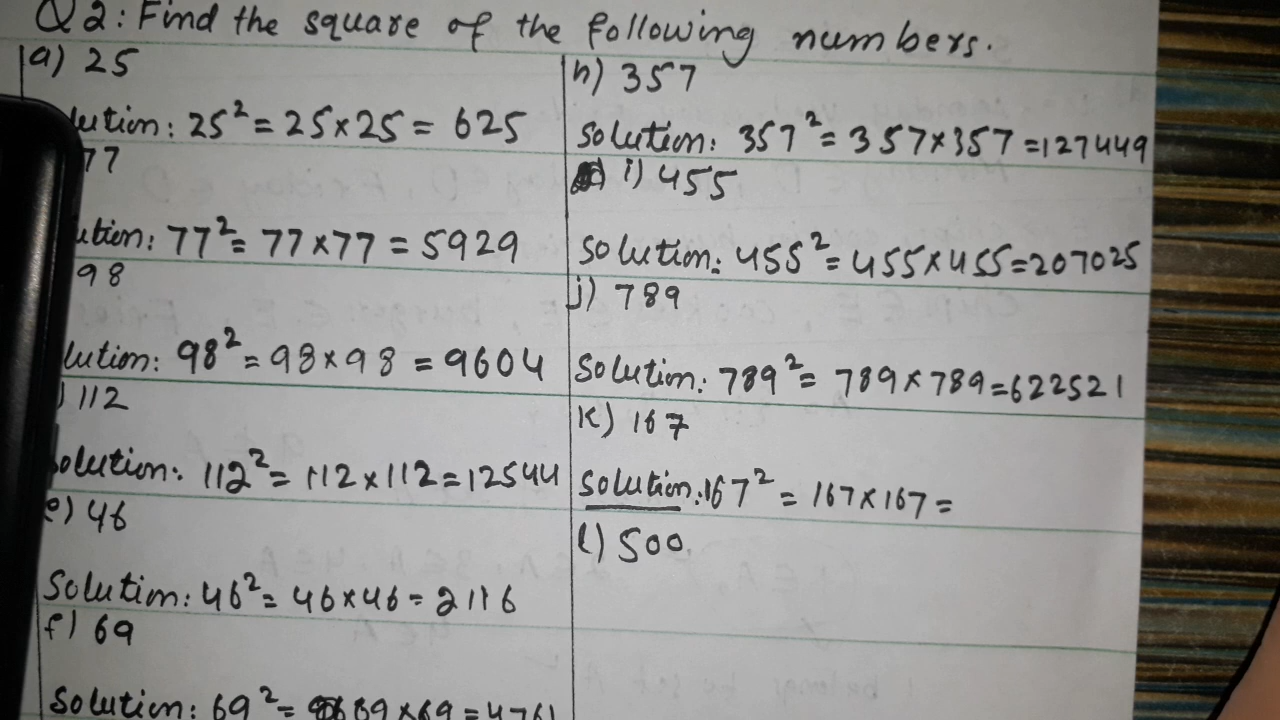 Q2: Find the square of the following numbers.
a) 25
lution: 25² = 25×25 = 625
77
ution: 77² = 77×77 = 5929
98
lution: 98² = 98×98 = 9604
) 112
olution: 112² = 112×112 = 12544
e) 46
Solution: 46² = 46×46 = 2116
f) 69
Solution: 69² = 69×69 = 4761
h) 357
Solution: 357² = 357×357 = 127449
i) 455
Solution: 455² = 455×455 = 207025
j) 789
Solution: 789² = 789×789 = 622521
k) 167
Solution: 167² = 167×167 =
l) 500